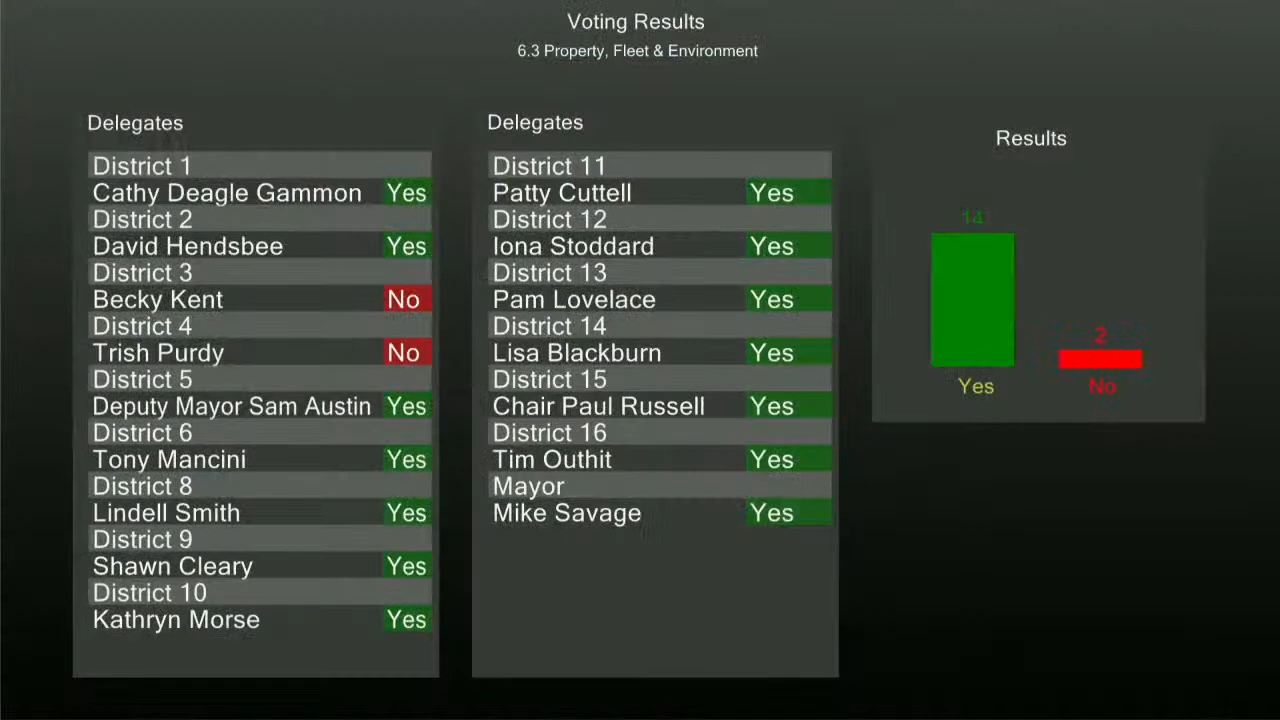 Voting Results
6.3 Property, Fleet & Environment
Delegates
District 1
Cathy Deagle Gammon Yes
District 2
David Hendsbee Yes
District 3
Becky Kent No
District 4
Trish Purdy No
District 5
Deputy Mayor Sam Austin Yes
District 6
Tony Mancini Yes
District 8
Lindell Smith Yes
District 9
Shawn Cleary Yes
District 10
Kathryn Morse Yes
Delegates
District 11
Patty Cuttell Yes
District 12
Iona Stoddard Yes
District 13
Pam Lovelace Yes
District 14
Lisa Blackburn Yes
District 15
Chair Paul Russell Yes
District 16
Tim Outhit Yes
Mayor
Mike Savage Yes
Results
14
2
Yes No